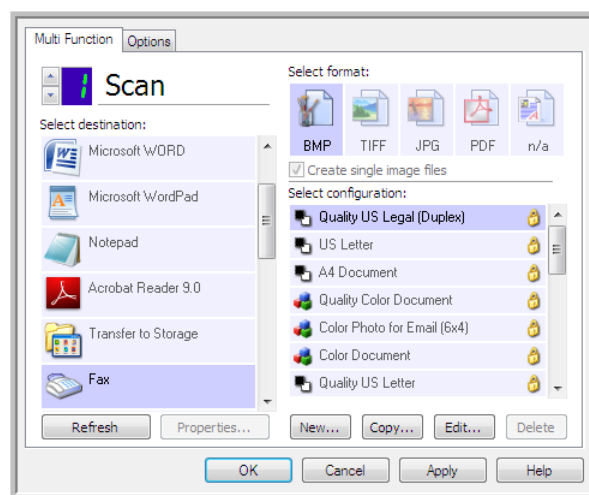 Multi Function
Options
1 Scan
Select destination:
Microsoft WORD
Microsoft WordPad
Notepad
Acrobat Reader 9.0
Transfer to Storage
Fax
Refresh
Properties...
Select format:
BMP
TIFF
JPG
PDF
n/a
Create single image files
Select configuration:
Quality US Legal (Duplex)
US Letter
A4 Document
Quality Color Document
Color Photo for Email (6x4)
Color Document
Quality US Letter
New...
Copy...
Edit...
Delete
OK
Cancel
Apply
Help